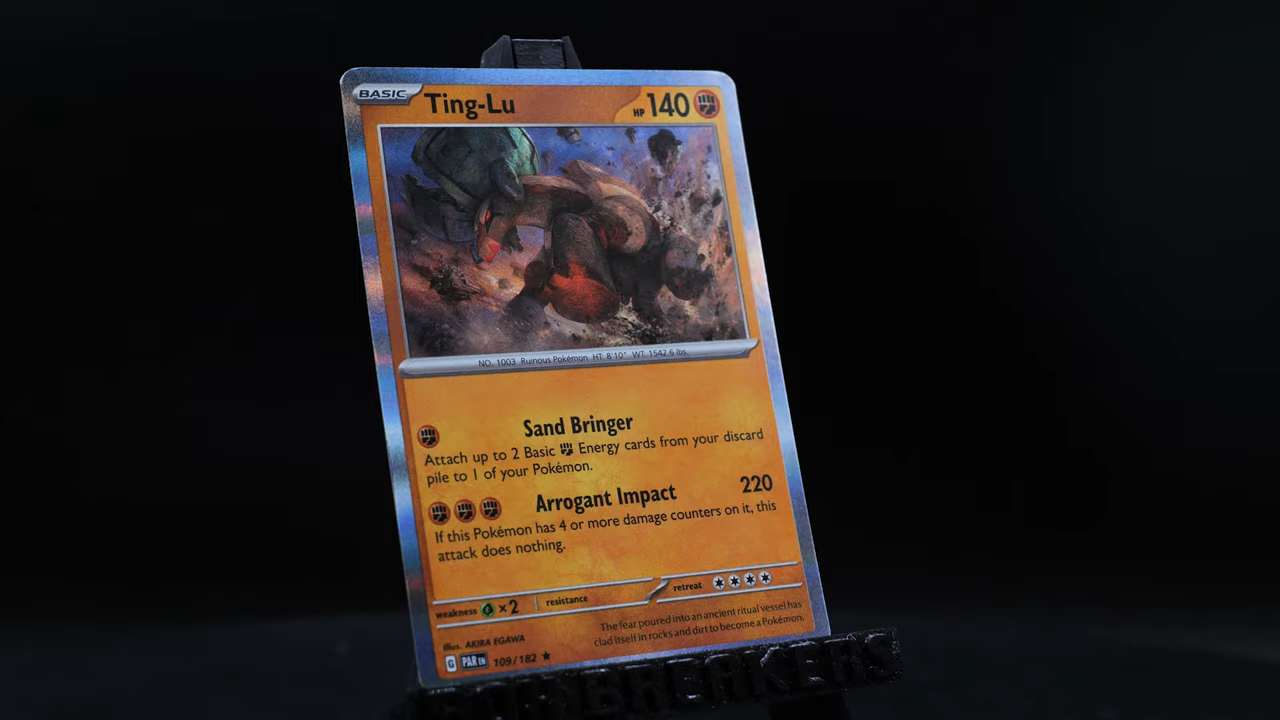 BASIC Ting-Lu HP 140
NO. 1003 Ruinous Pokémon HT: 8'10" WT: 1542.6 lbs.
Sand Bringer
Attach up to 2 Basic Energy cards from your discard
pile to 1 of your Pokémon.
Arrogant Impact 220
If this Pokémon has 4 or more damage counters on it, this
attack does nothing.
weakness ×2 resistance retreat
Illus. AKIRA EGAWA
The fear poured into an ancient ritual vessel has
clad itself in rocks and dirt to become a Pokémon.
G PAR EN 109/182